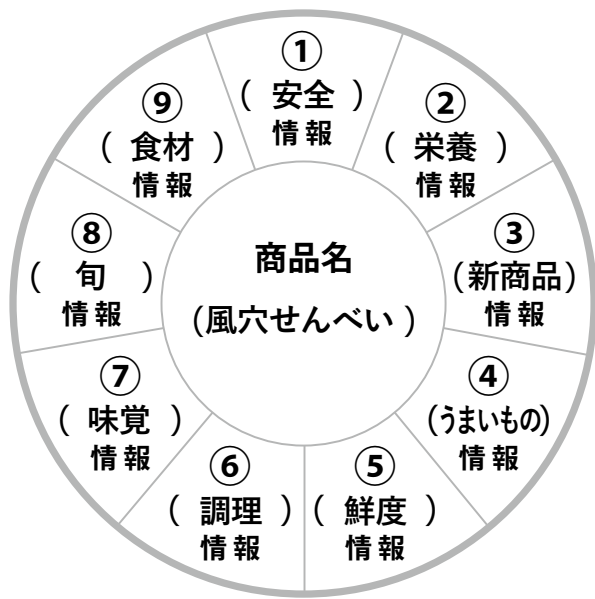 ①
( 安全 )
情報
②
( 栄養 )
情報
③
(新商品)
情報
④
(うまいもの)
情報
⑤
( 鮮度 )
情報
⑥
( 調理 )
情報
⑦
( 味覚 )
情報
⑧
( 旬 )
情報
⑨
( 食材 )
情報
商品名
(風穴せんべい )